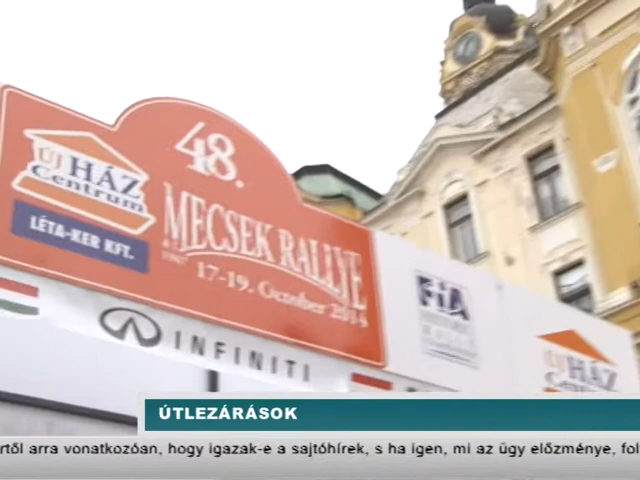 48.
ÚJ HÁZ
Centrum
LÉTA-KER KFT.
MECSEK RALLYE
1967
17-19. October 2014
INFINITI
FIA
ÚJ HÁZ
Centrum
ÚTLEZÁRÁSOK
rtől arra vonatkozóan, hogy igazak-e a sajtóhírek, s ha igen, mi az ügy előzménye, fol